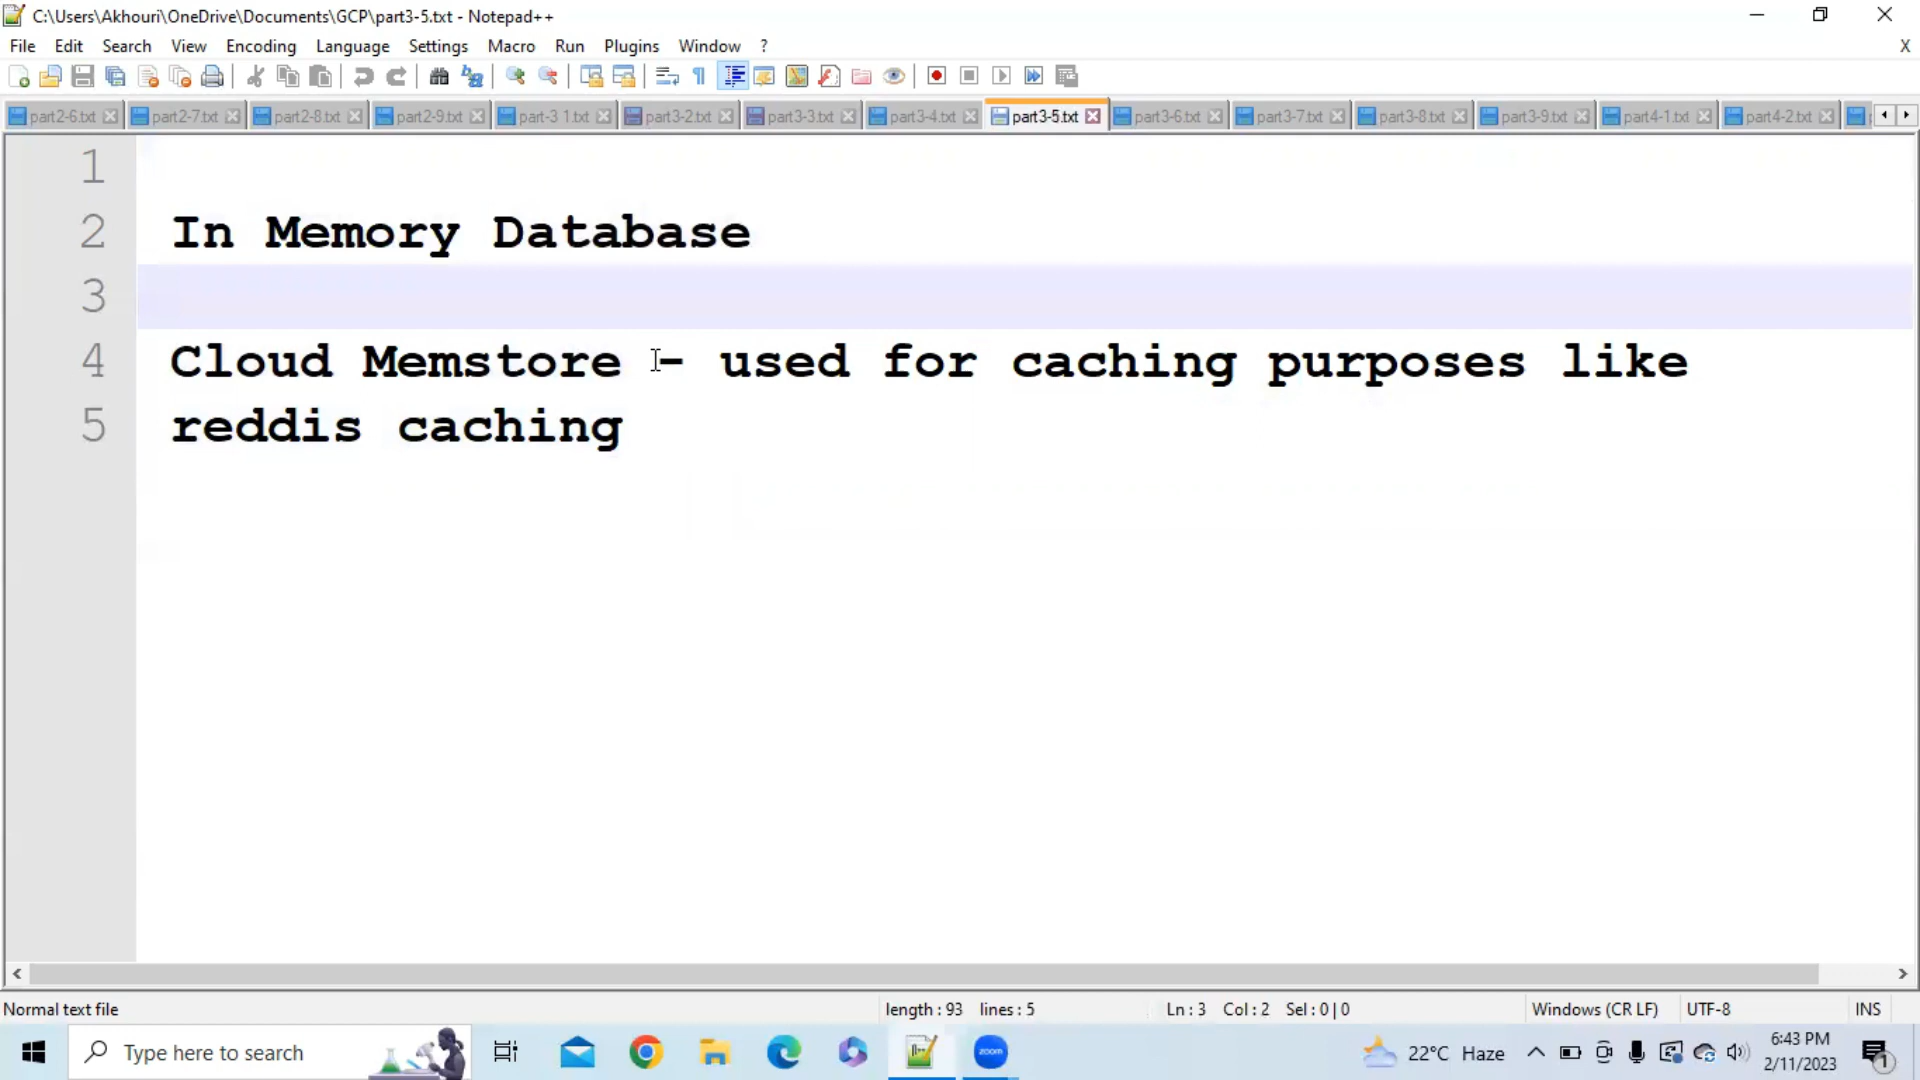 C:\Users\Akhouri\OneDrive\Documents\GCP\part3-5.txt - Notepad++
File Edit Search View Encoding Language Settings Macro Run Plugins Window ? X
part2-6.txt part2-7.txt part2-8.txt part2-9.txt part-3 1.txt part3-2.txt part3-3.txt part3-4.txt part3-5.txt part3-6.txt part3-7.txt part3-8.txt part3-9.txt part4-1.txt part4-2.txt
1
2 In Memory Database
3
4 Cloud Memstore - used for caching purposes like
5 reddis caching
Normal text file length : 93 lines : 5 Ln : 3 Col : 2 Sel : 0 | 0 Windows (CR LF) UTF-8 INS
Type here to search zoom 22°C Haze 6:43 PM
2/11/2023 1